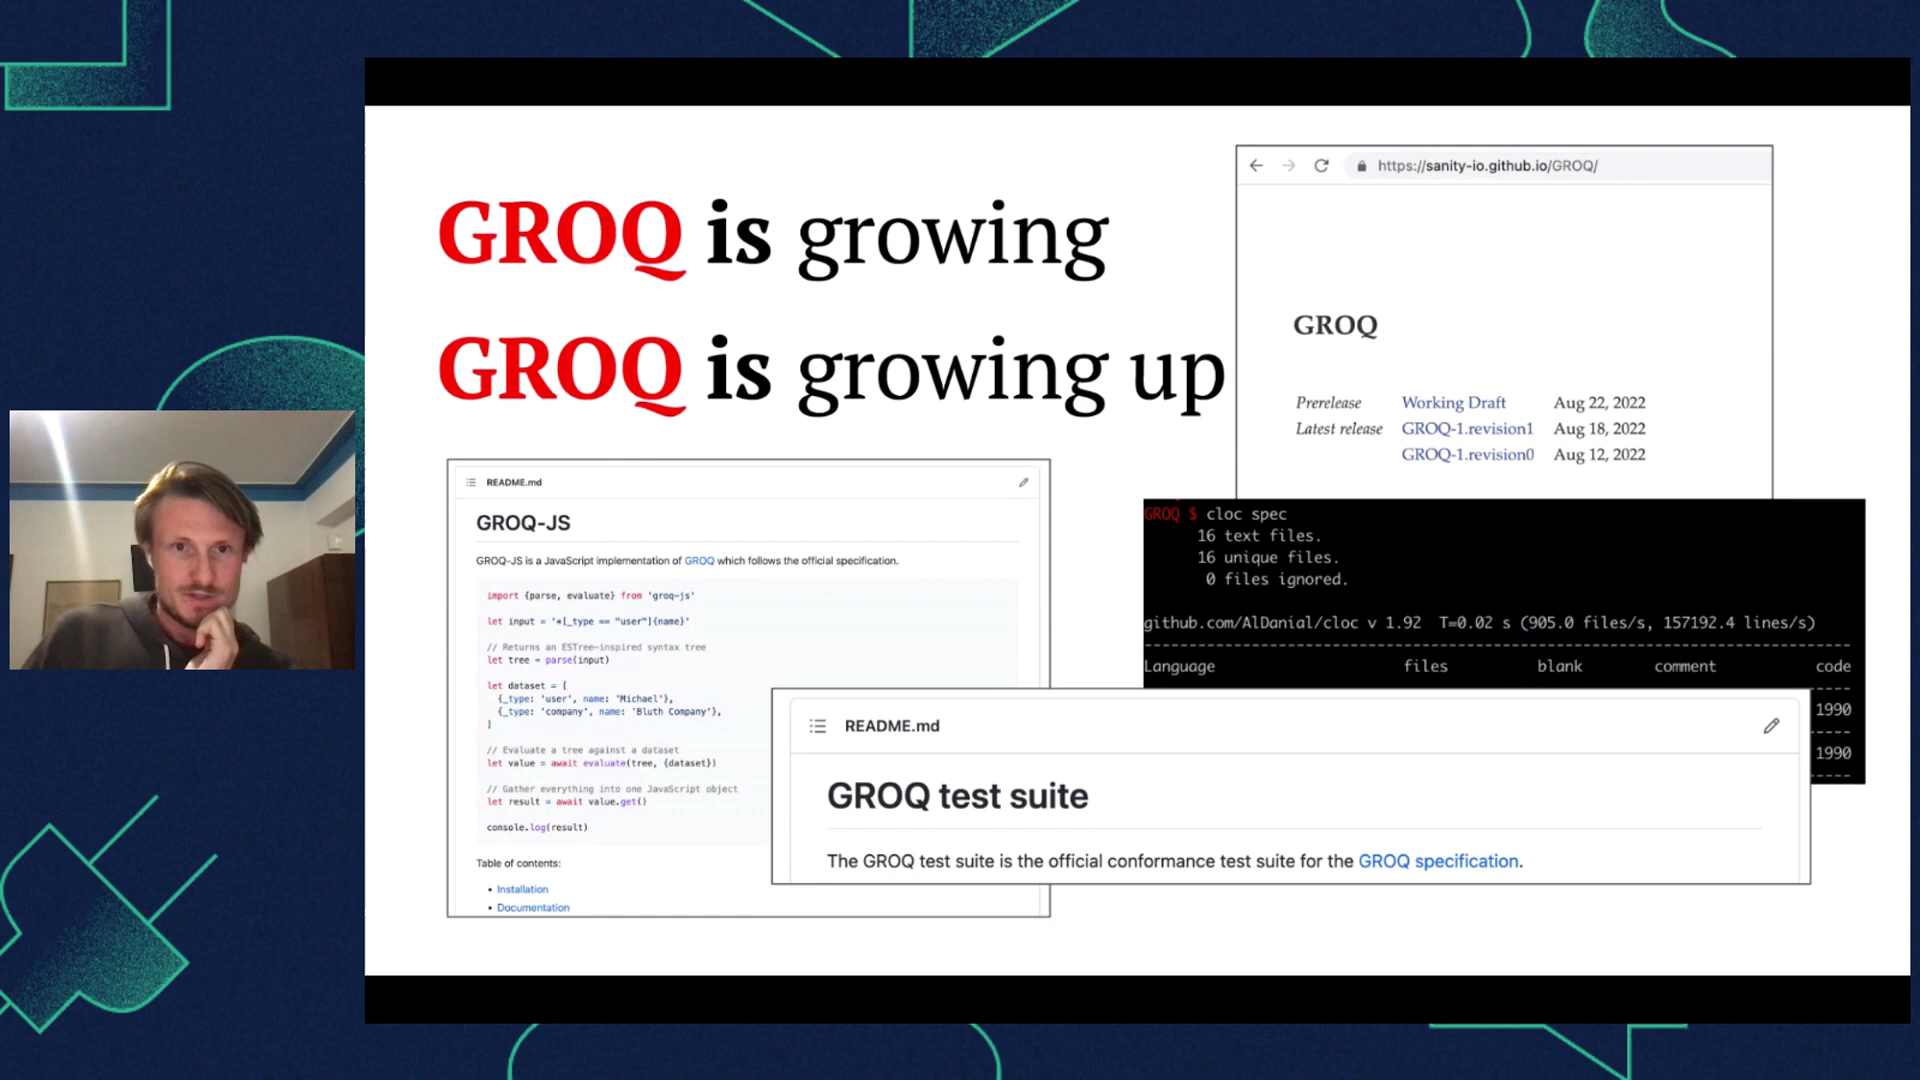 GROQ is growing
GROQ is growing up
https://sanity-io.github.io/GROQ/
GROQ
Prerelease Working Draft Aug 22, 2022
Latest release GROQ-1.revision1 Aug 18, 2022
GROQ-1.revision0 Aug 12, 2022
README.md
GROQ-JS
GROQ-JS is a JavaScript implementation of GROQ which follows the official specification.
import {parse, evaluate} from 'groq-js'
let input = '*[_type == "user"]{name}'
// Returns an ESTree-inspired syntax tree
let tree = parse(input)
let dataset = [
{_type: 'user', name: 'Michael'},
{_type: 'company', name: 'Bluth Company'},
]
// Evaluate a tree against a dataset
let value = await evaluate(tree, {dataset})
// Gather everything into one JavaScript object
let result = await value.get()
console.log(result)
Table of contents:
• Installation
• Documentation
GROQ $ cloc spec
16 text files.
16 unique files.
0 files ignored.
github.com/AlDanial/cloc v 1.92 T=0.02 s (905.0 files/s, 157192.4 lines/s)
Language files blank comment code
1990
1990
README.md
GROQ test suite
The GROQ test suite is the official conformance test suite for the GROQ specification.